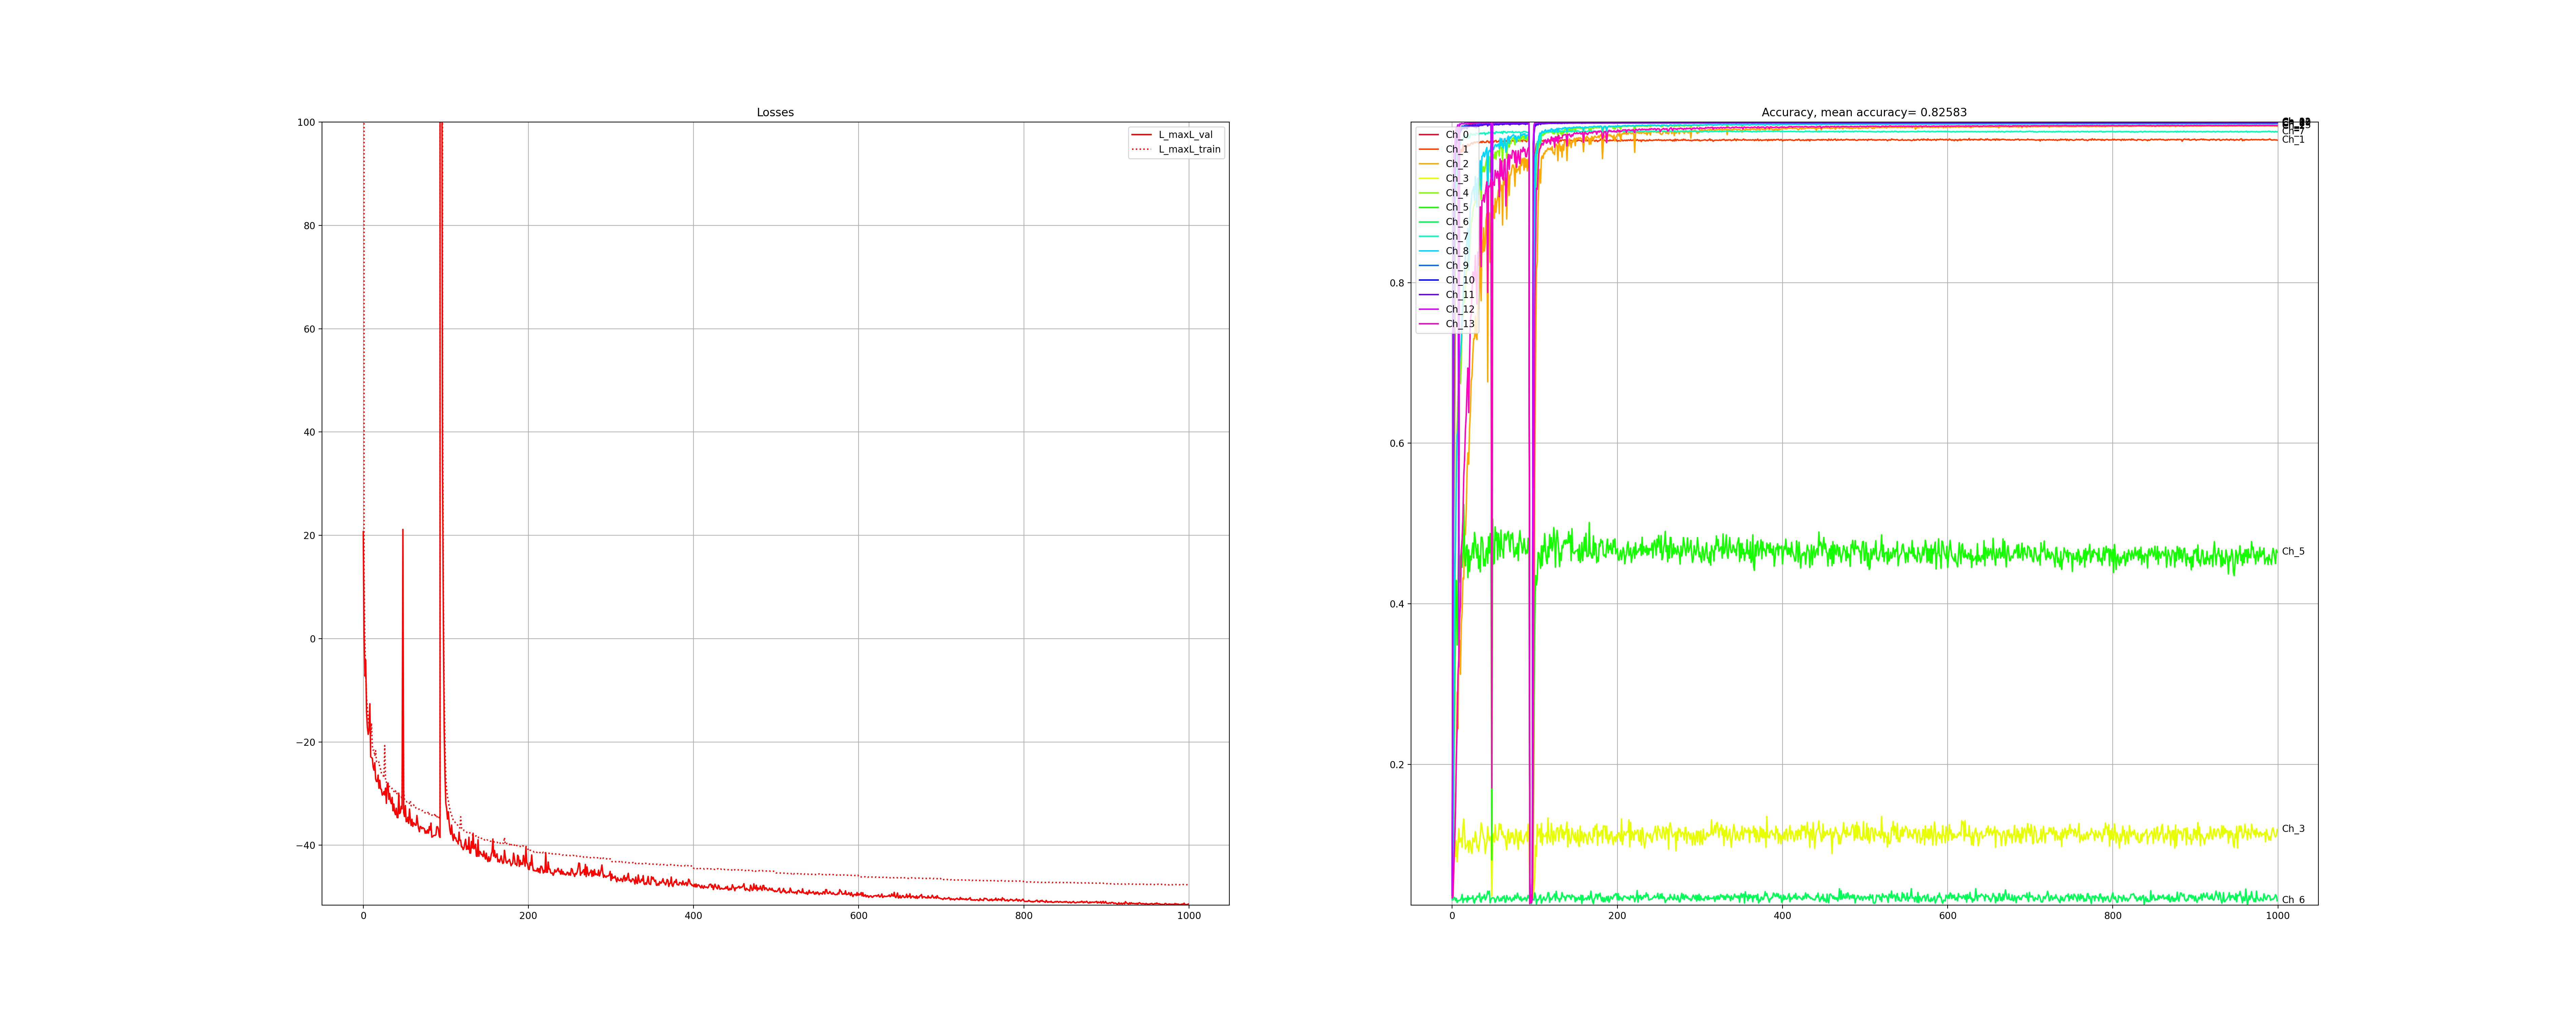 Losses
100
80
60
40
20
0
−20
−40
0
200
400
600
800
1000
L_maxL_val
L_maxL_train
Accuracy, mean accuracy= 0.82583
0.8
0.6
0.4
0.2
0
200
400
600
800
1000
Ch_0
Ch_1
Ch_2
Ch_3
Ch_4
Ch_5
Ch_6
Ch_7
Ch_8
Ch_9
Ch_10
Ch_11
Ch_12
Ch_13
Ch_7
Ch_1
Ch_5
Ch_3
Ch_6